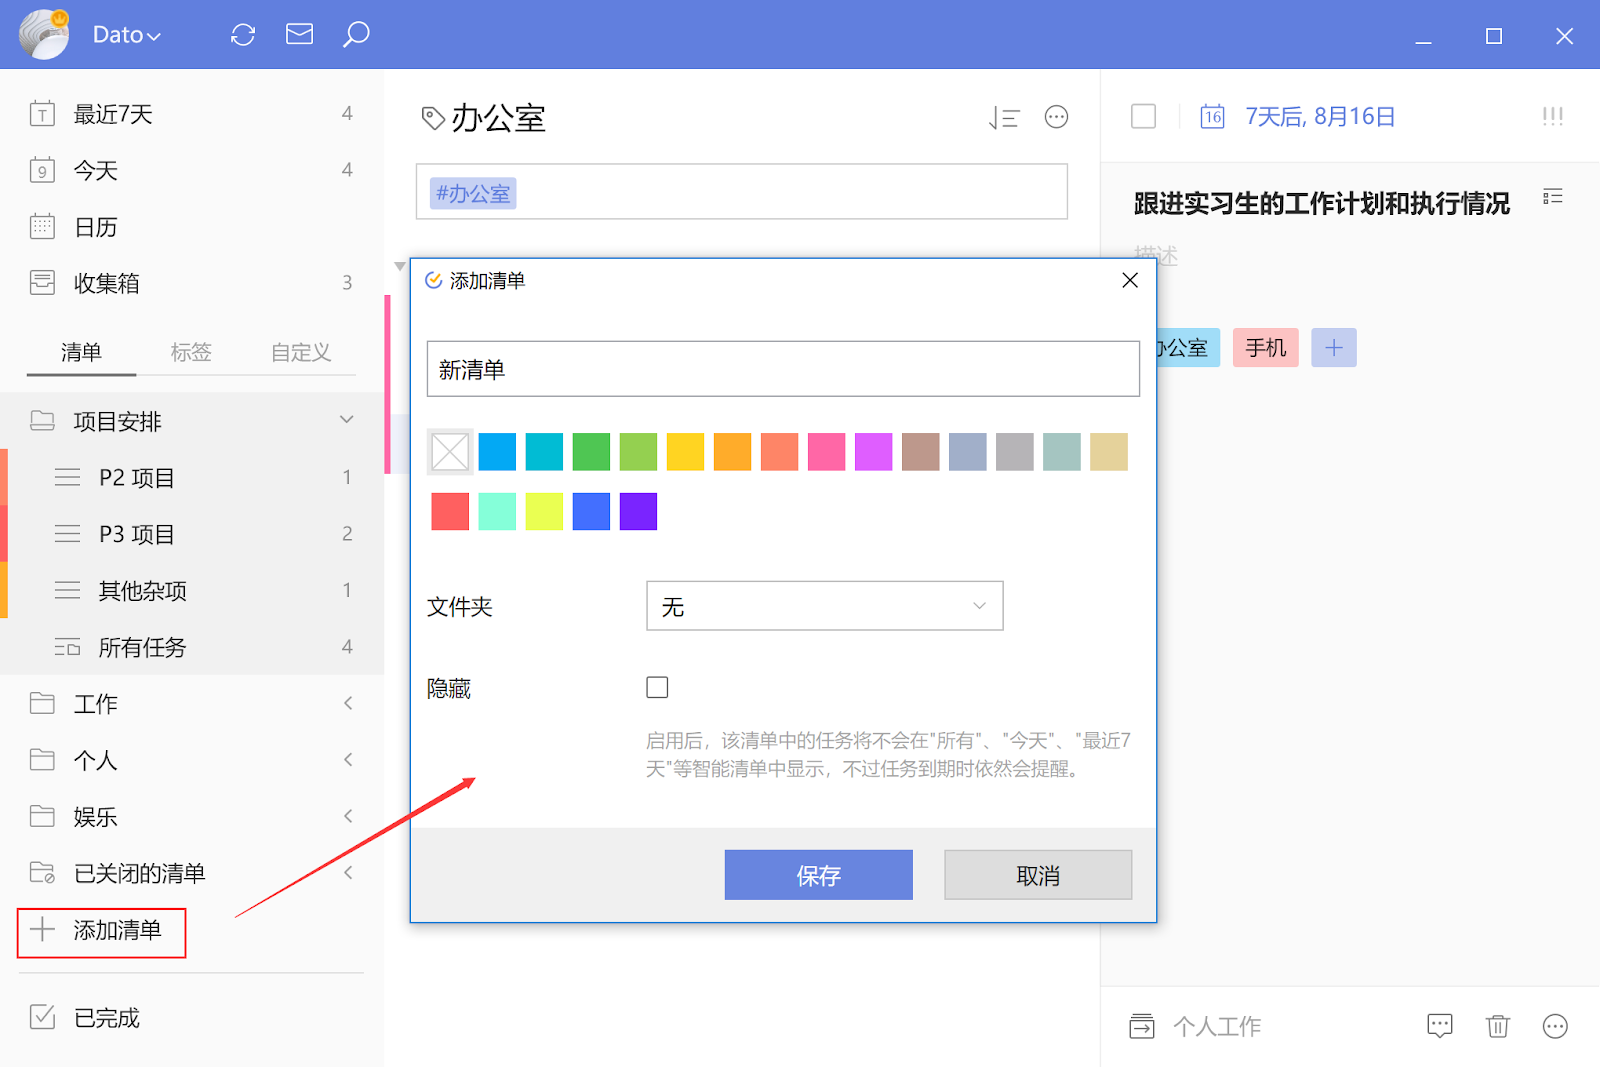 Dato
最近7天 4
9 今天 4
日历
收集箱 3
清单 标签 自定义
项目安排
P2 项目 1
P3 项目 2
其他杂项 1
所有任务 4
工作
个人
娱乐
已关闭的清单
添加清单
已完成
办公室
#办公室
添加清单
新清单
文件夹 无
隐藏
启用后，该清单中的任务将不会在"所有"、"今天"、"最近7
天"等智能清单中显示，不过任务到期时依然会提醒。
保存 取消
16 7天后, 8月16日
跟进实习生的工作计划和执行情况
描述
办公室 手机
个人工作